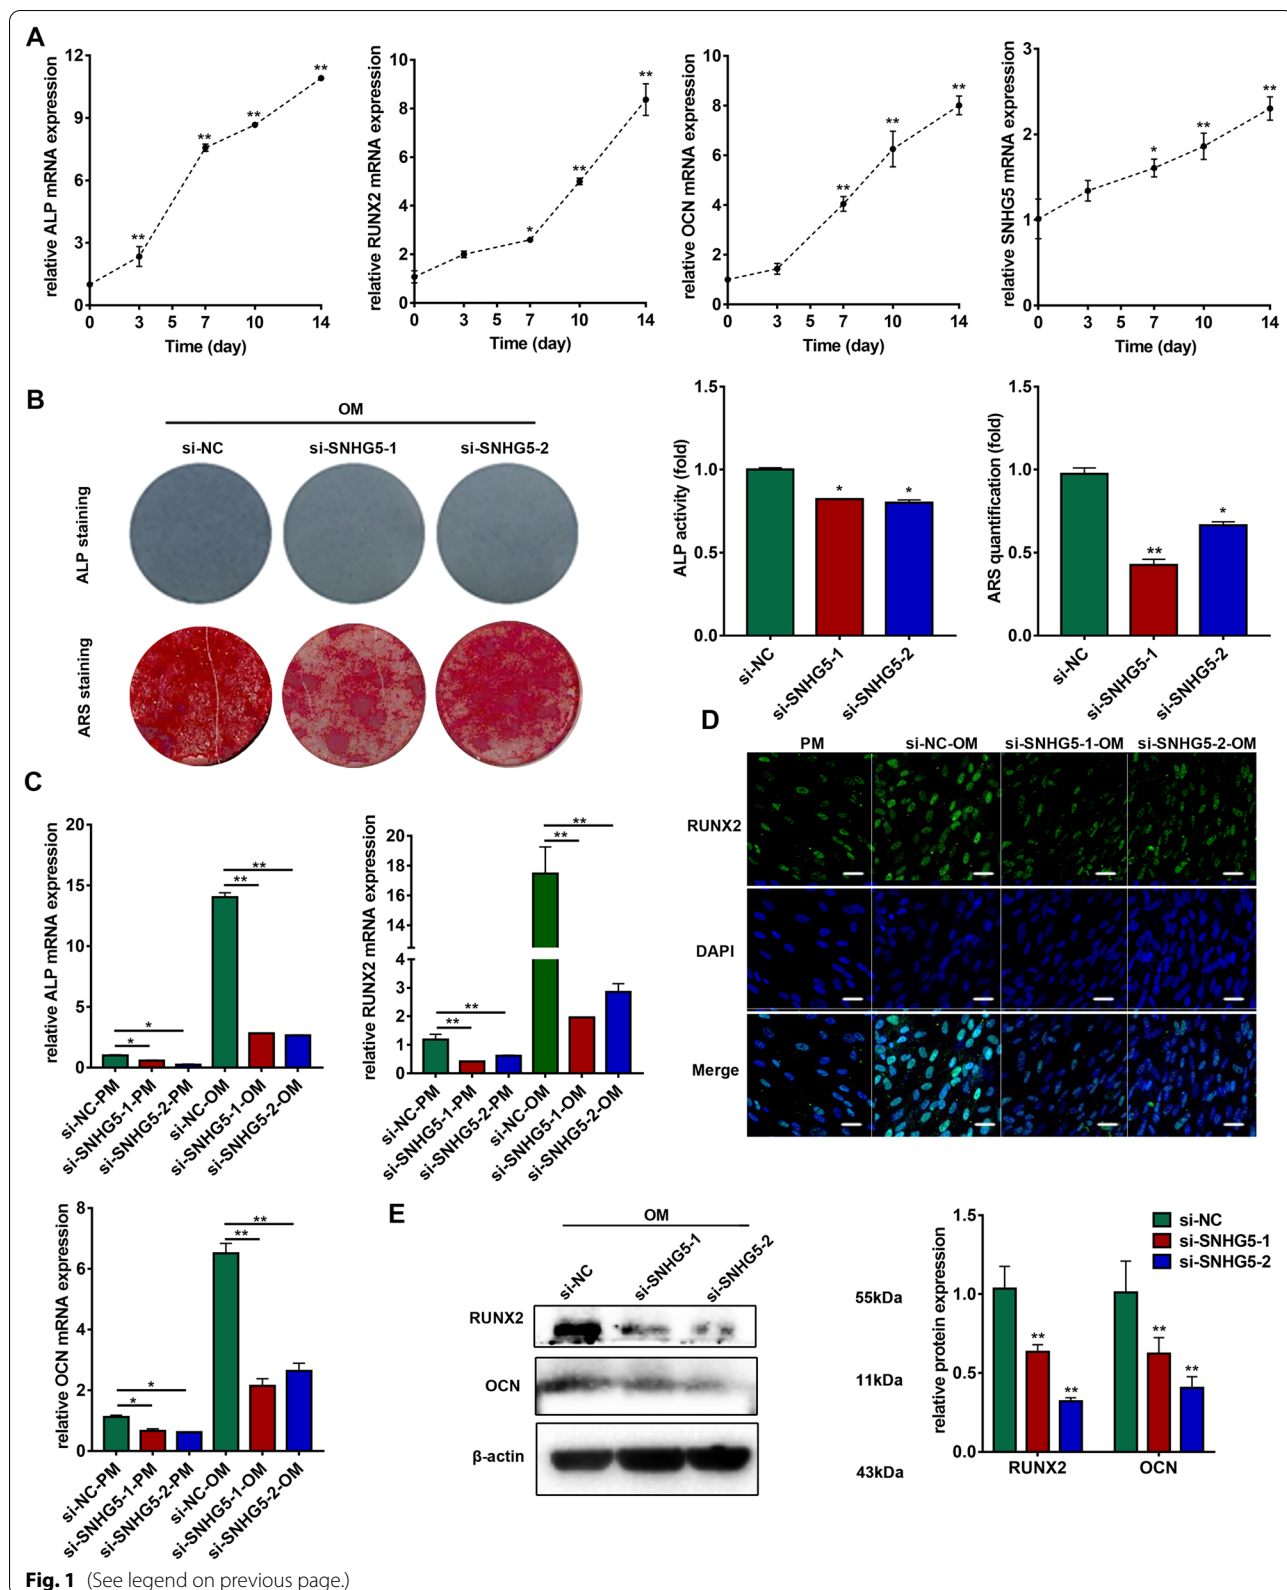 A
relative ALP mRNA expression
12
9
6
3
0
0 3 5 7 10 14
Time (day)
** ** ** **
relative RUNX2 mRNA expression
10
8
6
4
2
0
0 3 5 7 10 14
Time (day)
* ** **
relative OCN mRNA expression
10
8
6
4
2
0
0 3 5 7 10 14
Time (day)
** ** **
relative SNHG5 mRNA expression
3
2
1
0
0 3 5 7 10 14
Time (day)
* ** **
B
OM
si-NC si-SNHG5-1 si-SNHG5-2
ALP staining
ARS staining
ALP activity (fold)
1.5
1.0
0.5
0.0
* *
si-NC
si-SNHG5-1
si-SNHG5-2
ARS quantification (fold)
1.5
1.0
0.5
0.0
** *
si-NC
si-SNHG5-1
si-SNHG5-2
C
relative ALP mRNA expression
20
15
10
5
0
* *
** **
si-NC-PM
si-SNHG5-1-PM
si-SNHG5-2-PM
si-NC-OM
si-SNHG5-1-OM
si-SNHG5-2-OM
relative RUNX2 mRNA expression
20
18
16
14
12
4
3
2
1
0
** **
** **
si-NC-PM
si-SNHG5-1-PM
si-SNHG5-2-PM
si-NC-OM
si-SNHG5-1-OM
si-SNHG5-2-OM
relative OCN mRNA expression
8
6
4
2
0
* *
** **
si-NC-PM
si-SNHG5-1-PM
si-SNHG5-2-PM
si-NC-OM
si-SNHG5-1-OM
si-SNHG5-2-OM
D
PM si-NC-OM si-SNHG5-1-OM si-SNHG5-2-OM
RUNX2
DAPI
Merge
E
OM
si-NC si-SNHG5-1 si-SNHG5-2
RUNX2 55kDa
OCN 11kDa
β-actin 43kDa
relative protein expression
1.5
1.0
0.5
0.0
si-NC
si-SNHG5-1
si-SNHG5-2
** ** ** **
RUNX2 OCN
Fig. 1 (See legend on previous page.)